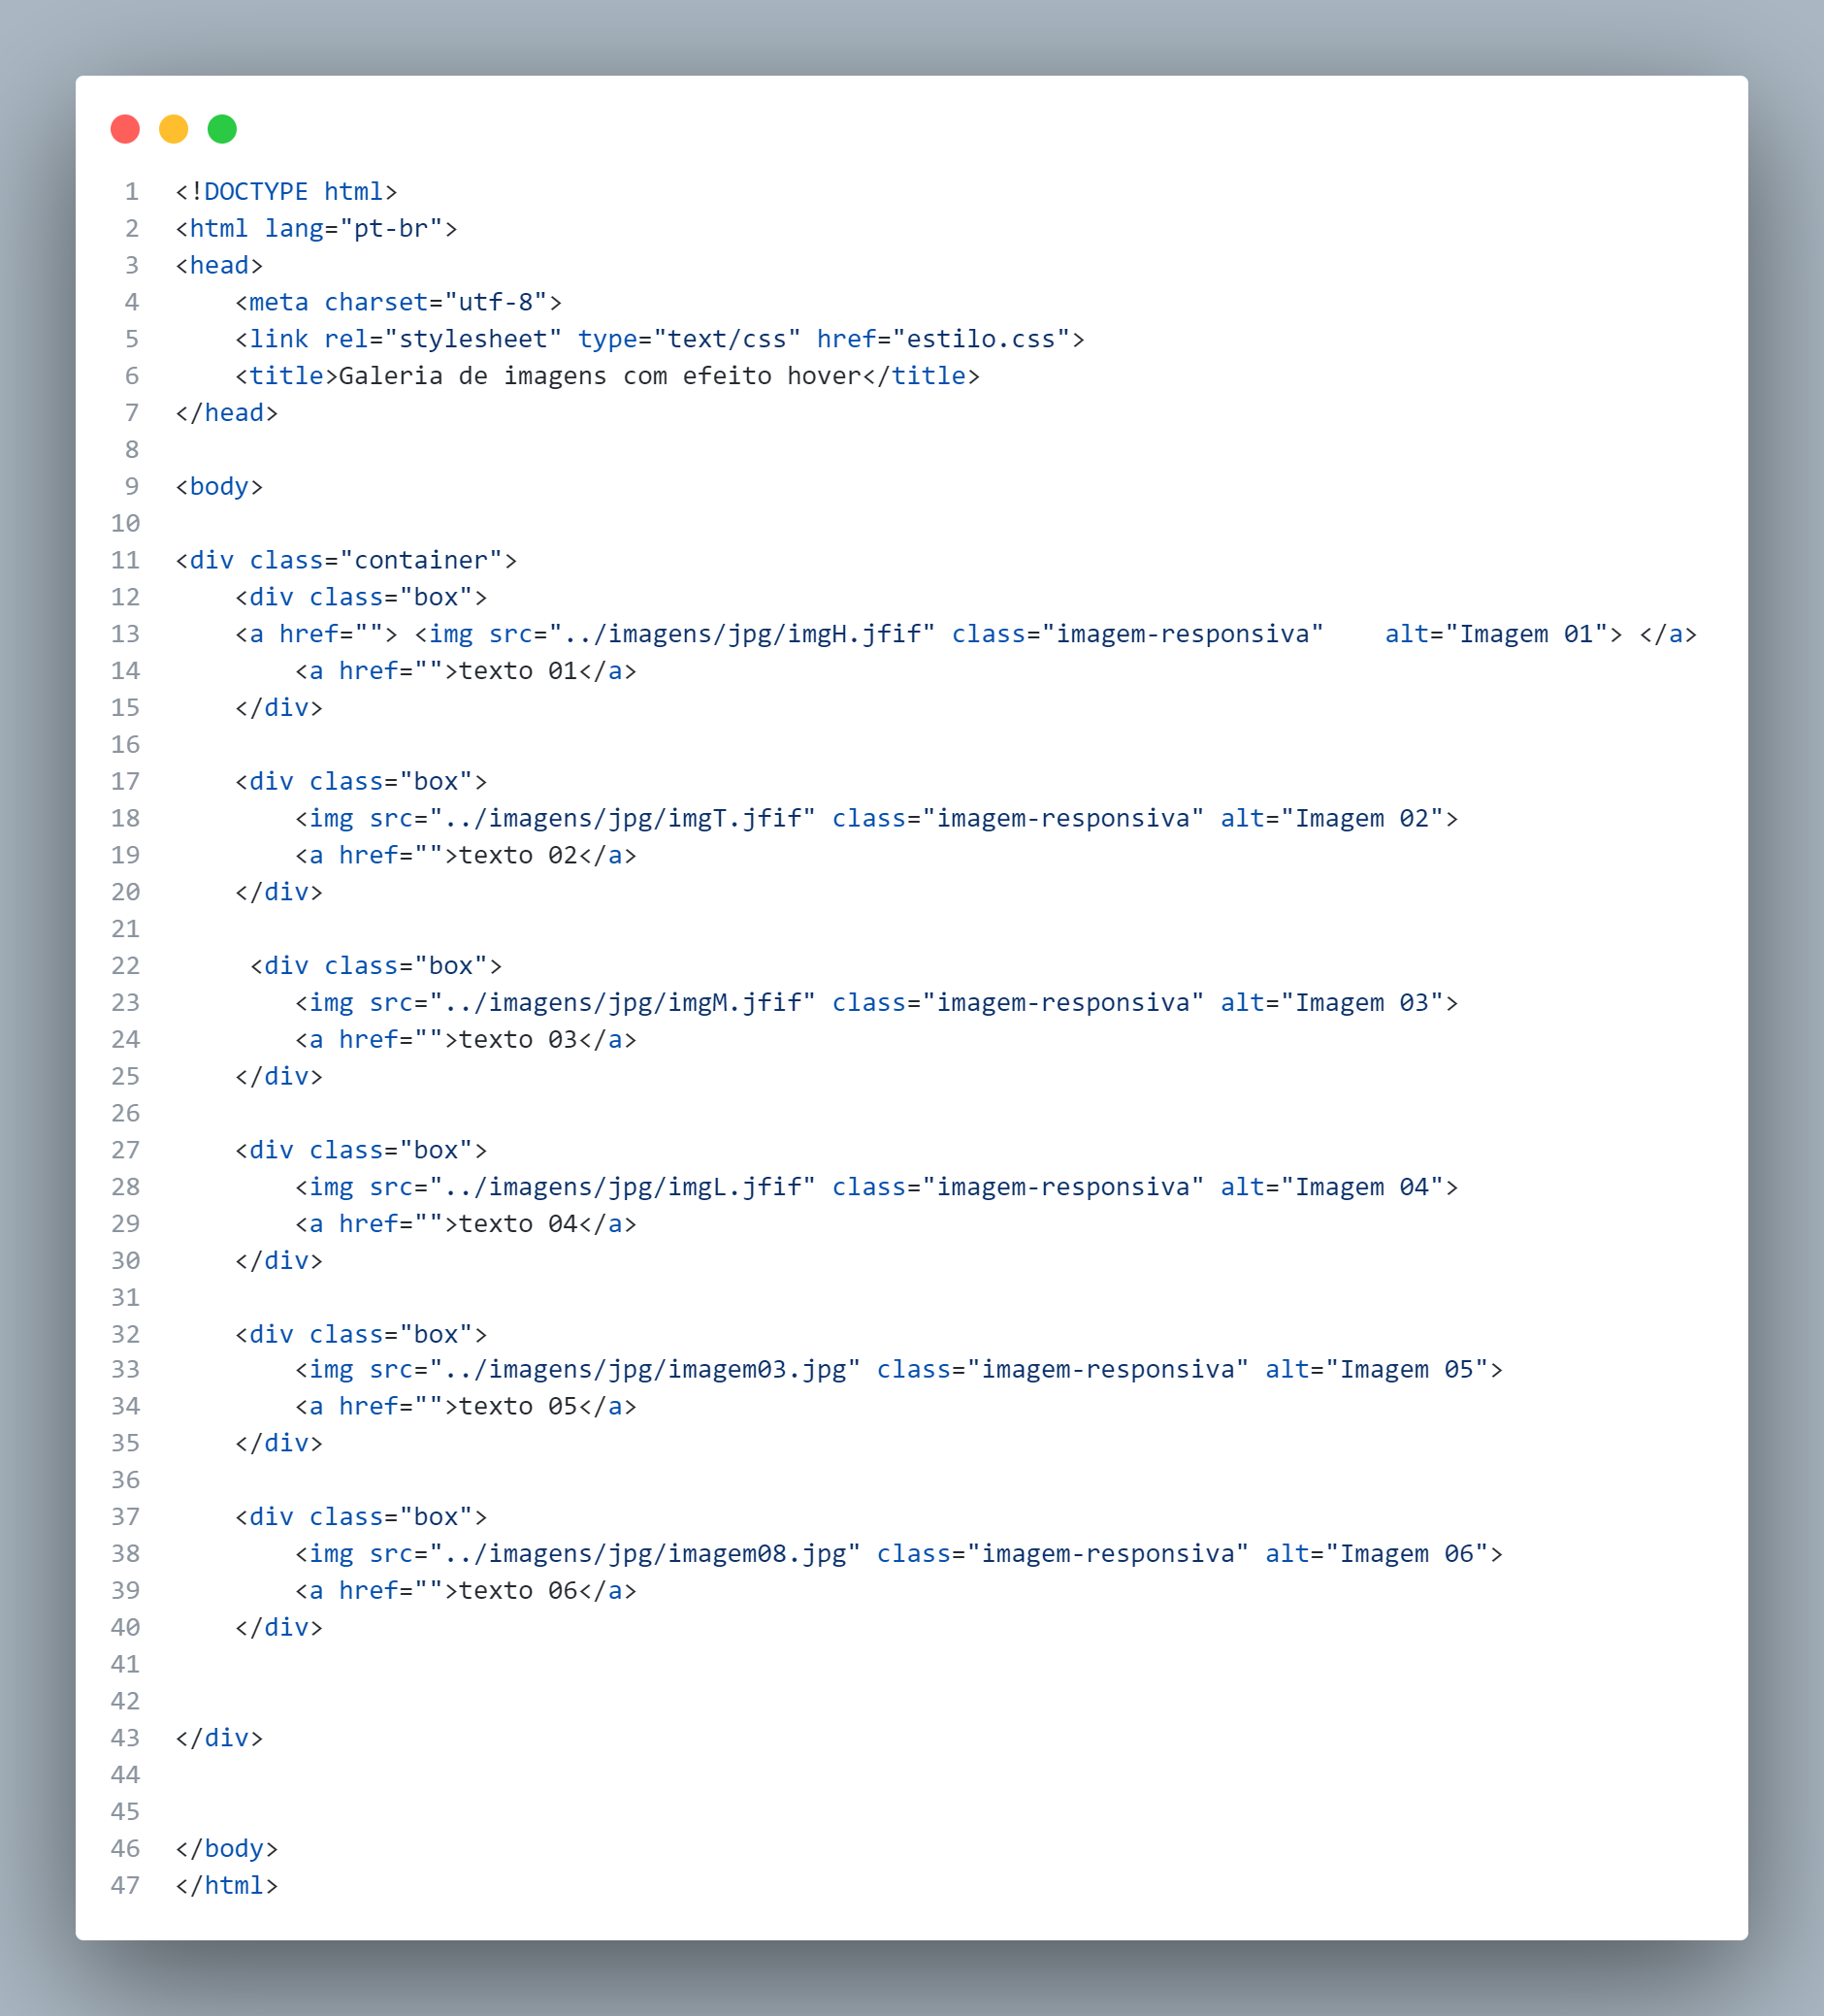 1 <!DOCTYPE html>
2 <html lang="pt-br">
3 <head>
4     <meta charset="utf-8">
5     <link rel="stylesheet" type="text/css" href="estilo.css">
6     <title>Galeria de imagens com efeito hover</title>
7 </head>
8
9 <body>
10
11 <div class="container">
12     <div class="box">
13     <a href=""> <img src="../imagens/jpg/imgH.jfif" class="imagem-responsiva"    alt="Imagem 01"> </a>
14         <a href="">texto 01</a>
15     </div>
16
17     <div class="box">
18         <img src="../imagens/jpg/imgT.jfif" class="imagem-responsiva" alt="Imagem 02">
19         <a href="">texto 02</a>
20     </div>
21
22      <div class="box">
23         <img src="../imagens/jpg/imgM.jfif" class="imagem-responsiva" alt="Imagem 03">
24         <a href="">texto 03</a>
25     </div>
26
27     <div class="box">
28         <img src="../imagens/jpg/imgL.jfif" class="imagem-responsiva" alt="Imagem 04">
29         <a href="">texto 04</a>
30     </div>
31
32     <div class="box">
33         <img src="../imagens/jpg/imagem03.jpg" class="imagem-responsiva" alt="Imagem 05">
34         <a href="">texto 05</a>
35     </div>
36
37     <div class="box">
38         <img src="../imagens/jpg/imagem08.jpg" class="imagem-responsiva" alt="Imagem 06">
39         <a href="">texto 06</a>
40     </div>
41
42
43 </div>
44
45
46 </body>
47 </html>